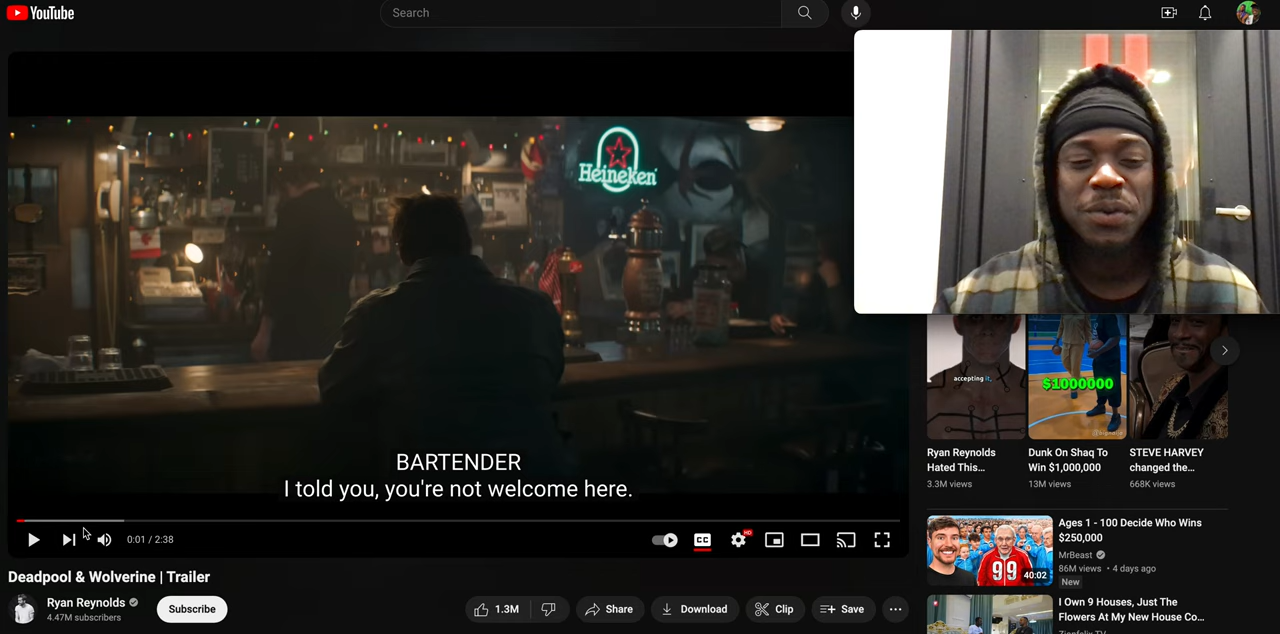 YouTube
Search
Heineken
BARTENDER
I told you, you're not welcome here.
0:01 / 2:38
CC
HD
Deadpool & Wolverine | Trailer
Ryan Reynolds
4.47M subscribers
Subscribe
1.3M
Share
Download
Clip
Save
accepting it,
$1000000
Ryan Reynolds
Hated This...
3.3M views
Dunk On Shaq To
Win $1,000,000
13M views
STEVE HARVEY
changed the...
668K views
99
40:02
Ages 1 - 100 Decide Who Wins
$250,000
MrBeast
86M views • 4 days ago
New
I Own 9 Houses, Just The
Flowers At My New House Co...